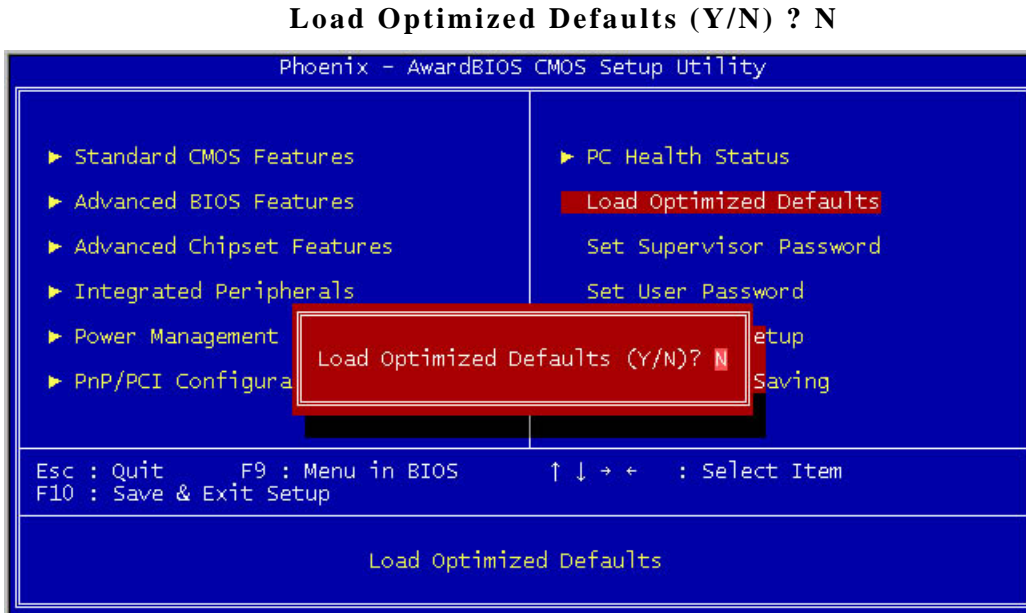 Load Optimized Defaults (Y/N) ? N
Phoenix - AwardBIOS CMOS Setup Utility
► Standard CMOS Features
► Advanced BIOS Features
► Advanced Chipset Features
► Integrated Peripherals
► Power Management
► PnP/PCI Configura
► PC Health Status
Load Optimized Defaults
Set Supervisor Password
Set User Password
etup
Saving
Load Optimized Defaults (Y/N)? N
Esc : Quit F9 : Menu in BIOS ↑ ↓ → ← : Select Item
F10 : Save & Exit Setup
Load Optimized Defaults